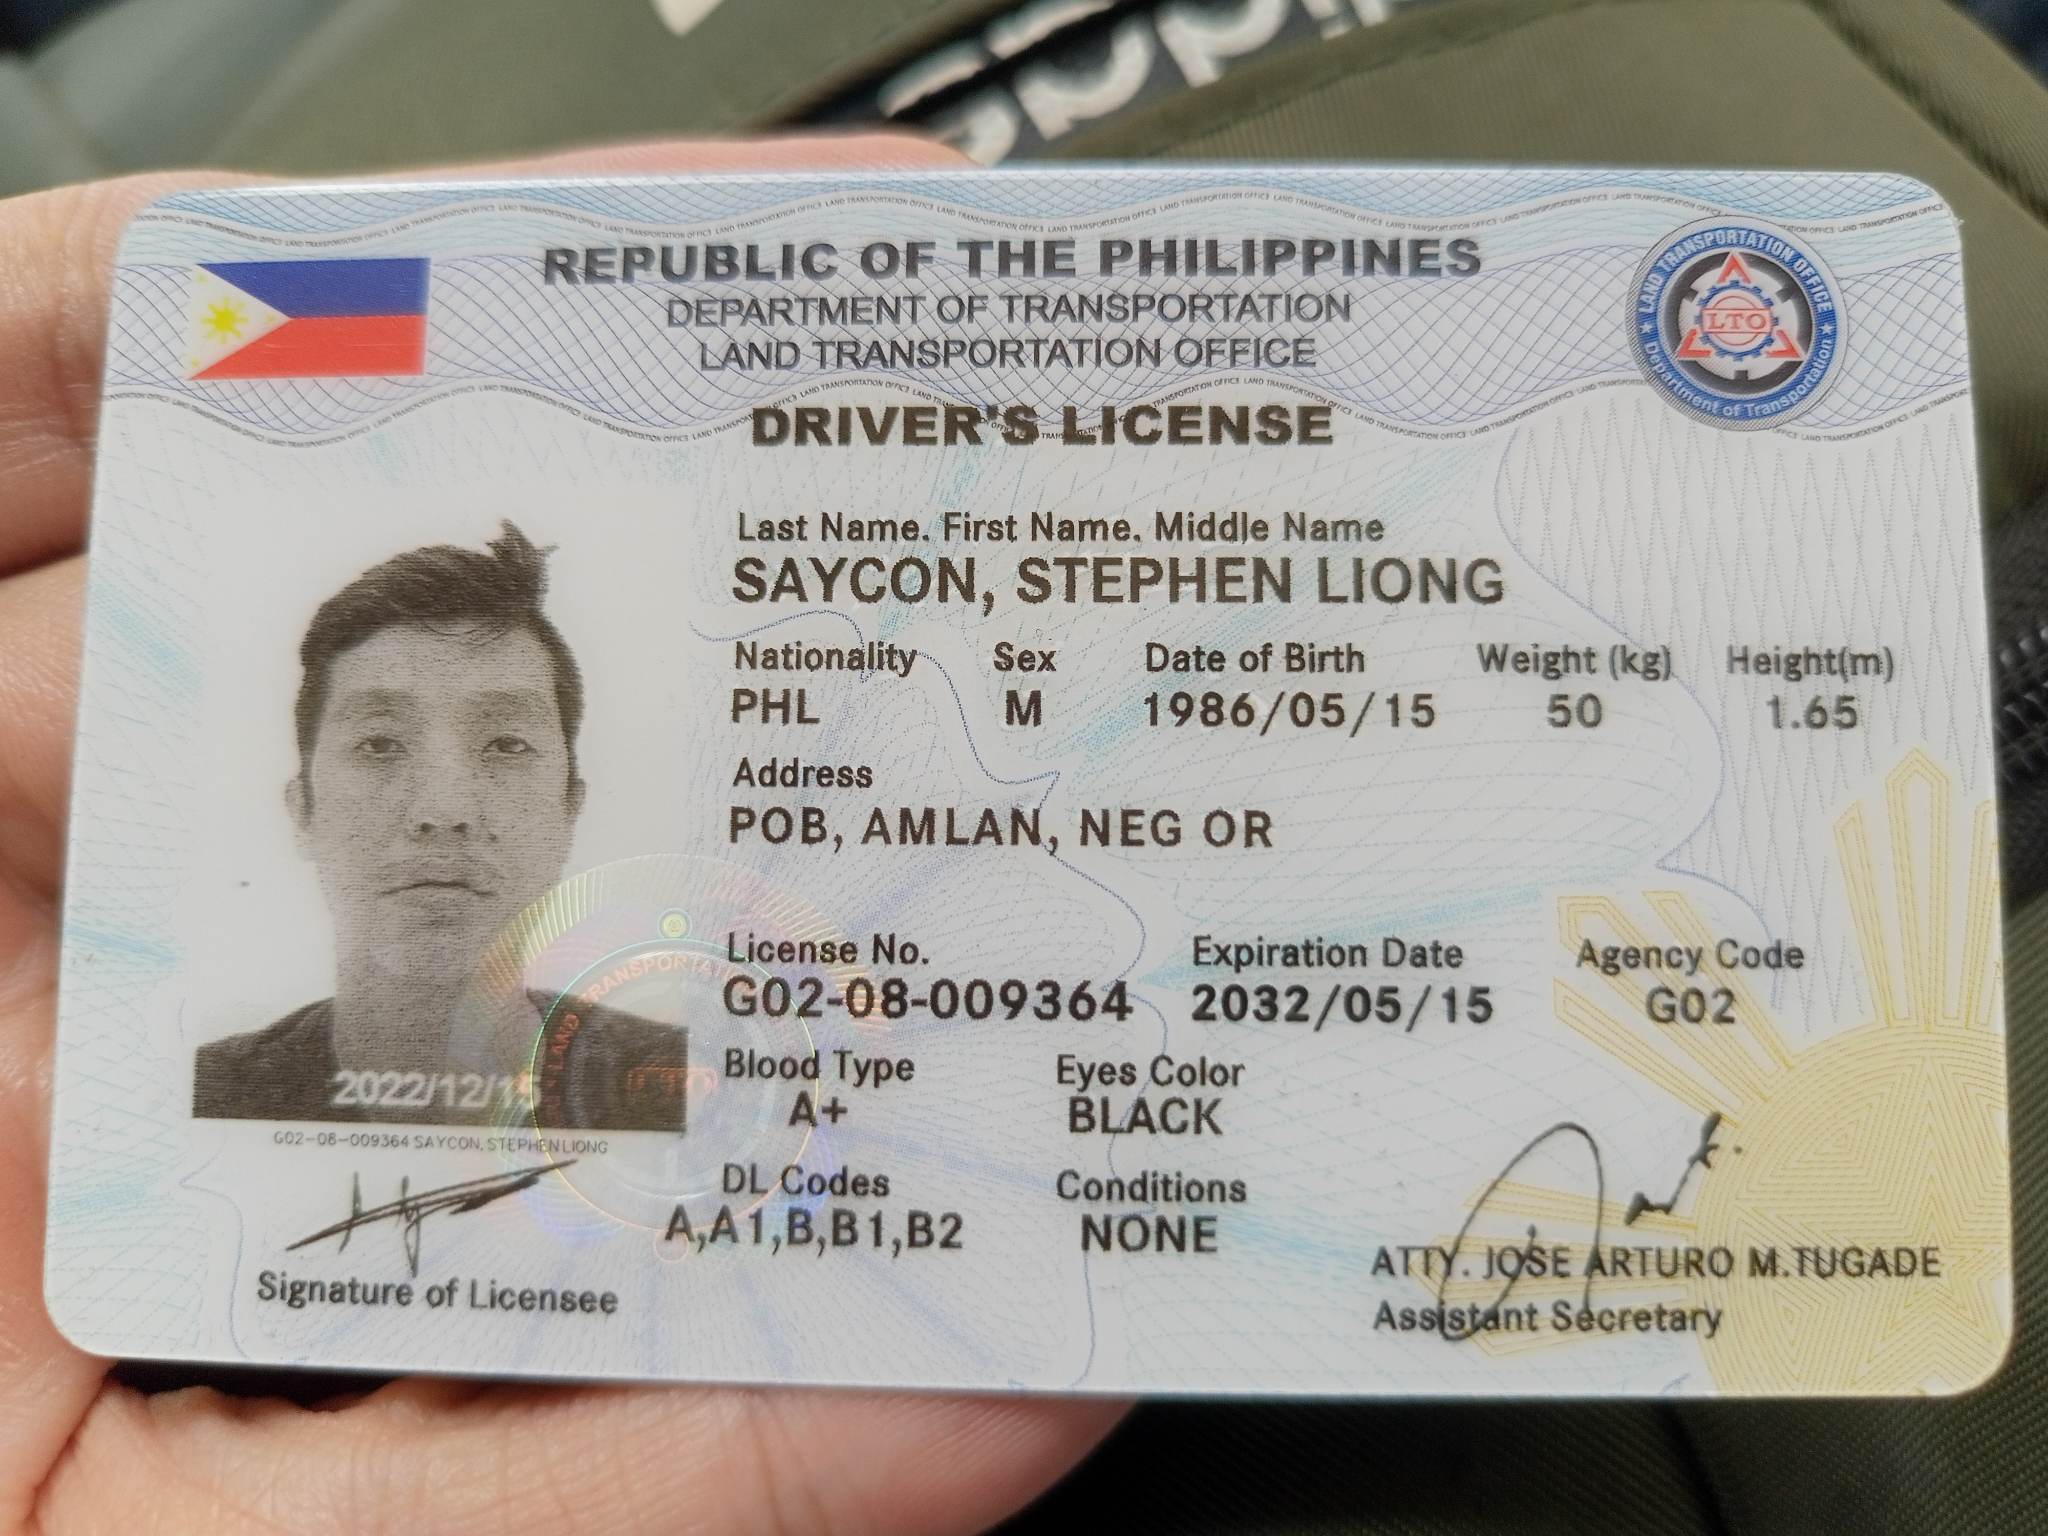 REPUBLIC OF THE PHILIPPINES
DEPARTMENT OF TRANSPORTATION
LAND TRANSPORTATION OFFICE
LAND TRANSPORTATION OFFICE
LTO
Department of Transportation
DRIVER'S LICENSE
Last Name. First Name. Middle Name
SAYCON, STEPHEN LIONG
Nationality Sex Date of Birth Weight (kg) Height(m)
PHL M 1986/05/15 50 1.65
Address
POB, AMLAN, NEG OR
License No. Expiration Date Agency Code
G02-08-009364 2032/05/15 G02
Blood Type Eyes Color
A+ BLACK
DL Codes Conditions
A,A1,B,B1,B2 NONE
G02-08-009364 SAYCON, STEPHEN LIONG
Signature of Licensee
ATTY. JOSE ARTURO M.TUGADE
Assistant Secretary